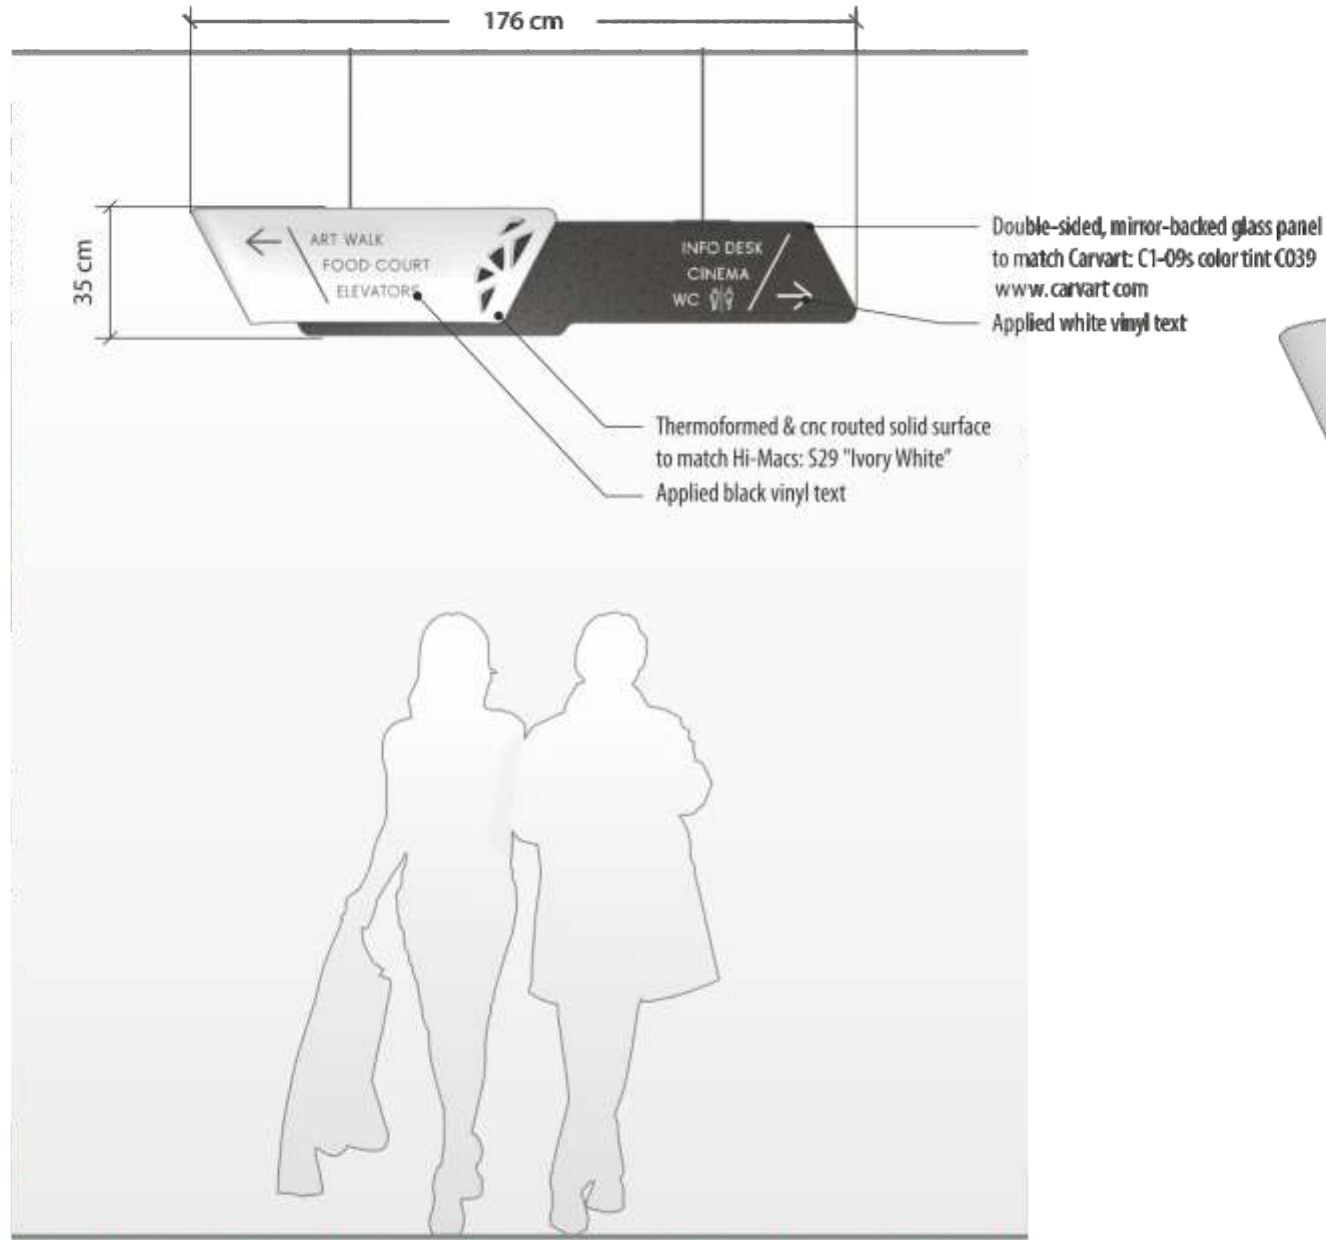 176 cm
35 cm
ART WALK
FOOD COURT
ELEVATORS
INFO DESK
CINEMA
WC
Double-sided, mirror-backed glass panel
to match Carvart: C1-09s color tint C039
www.carvart com
Applied white vinyl text
Thermoformed & cnc routed solid surface
to match Hi-Macs: S29 "Ivory White"
Applied black vinyl text